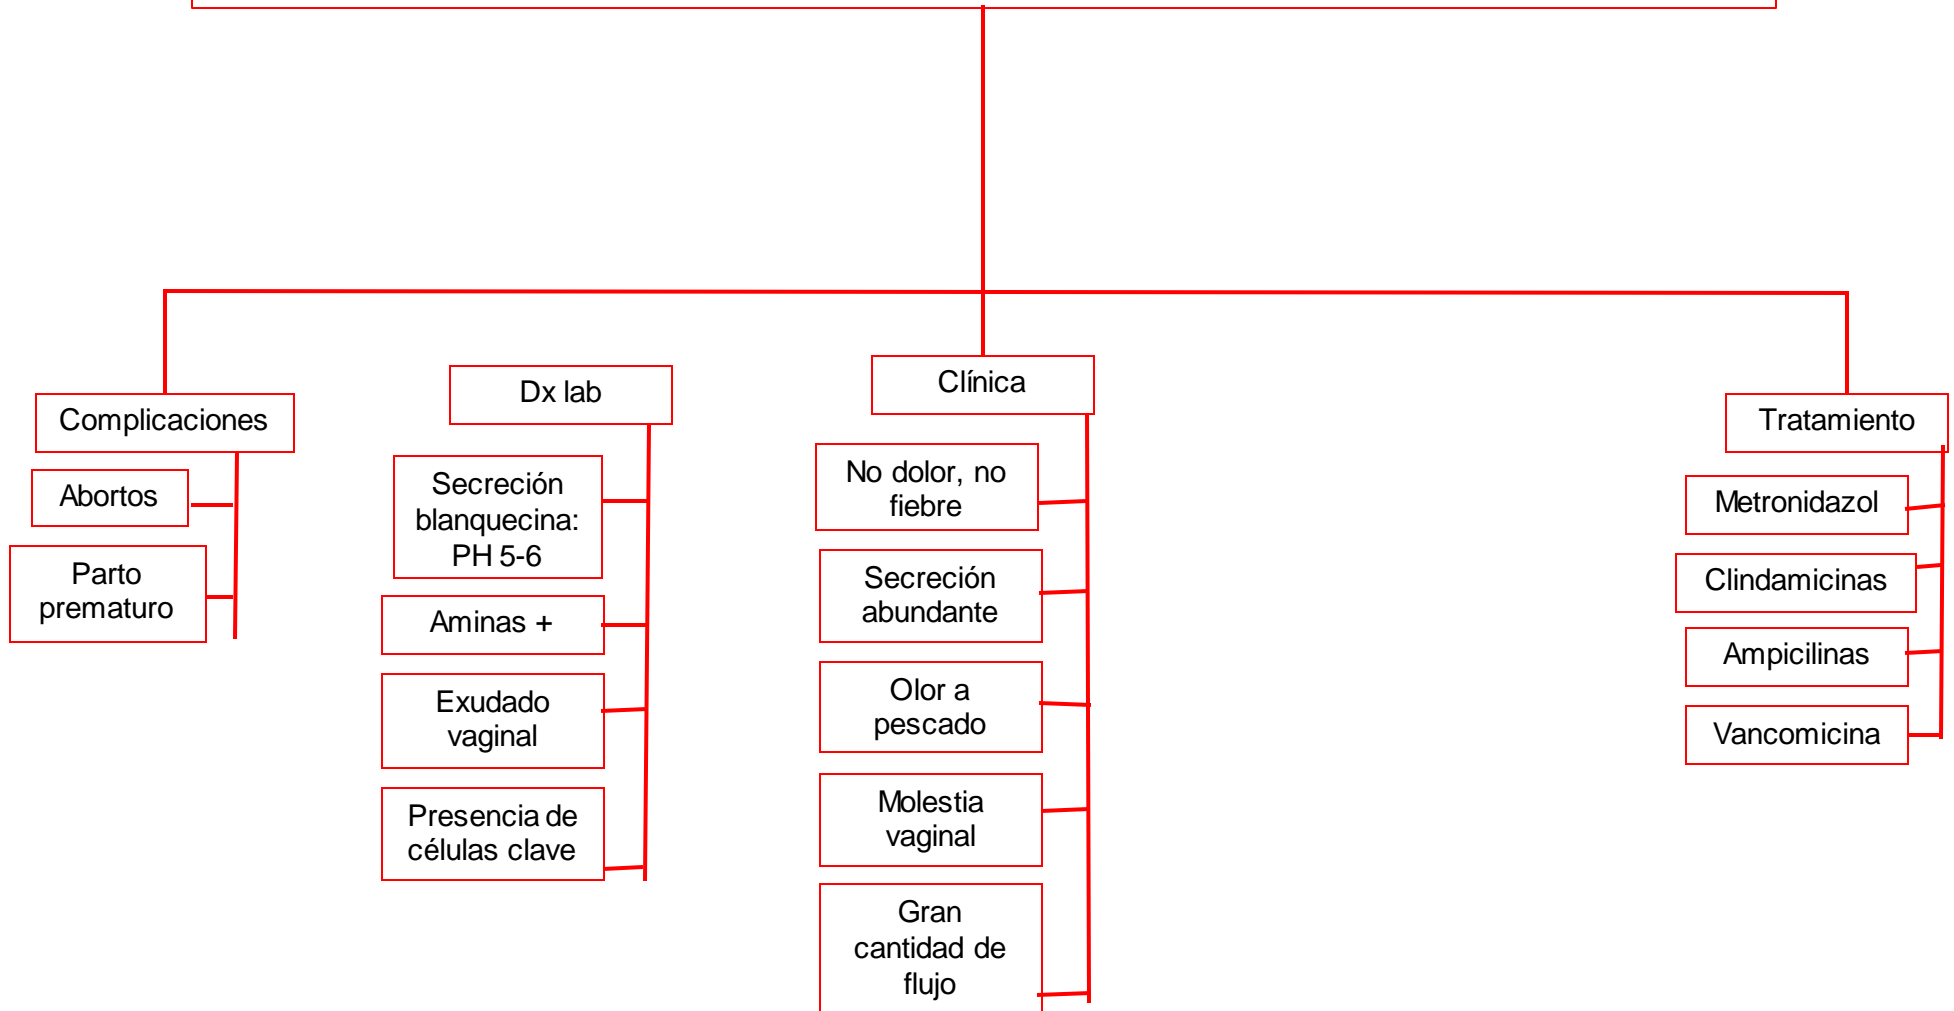 Complicaciones
Abortos
Parto
prematuro
Dx lab
Secreción
blanquecina:
PH 5-6
Aminas +
Exudado
vaginal
Presencia de
células clave
Clínica
No dolor, no
fiebre
Secreción
abundante
Olor a
pescado
Molestia
vaginal
Gran
cantidad de
flujo
Tratamiento
Metronidazol
Clindamicinas
Ampicilinas
Vancomicina